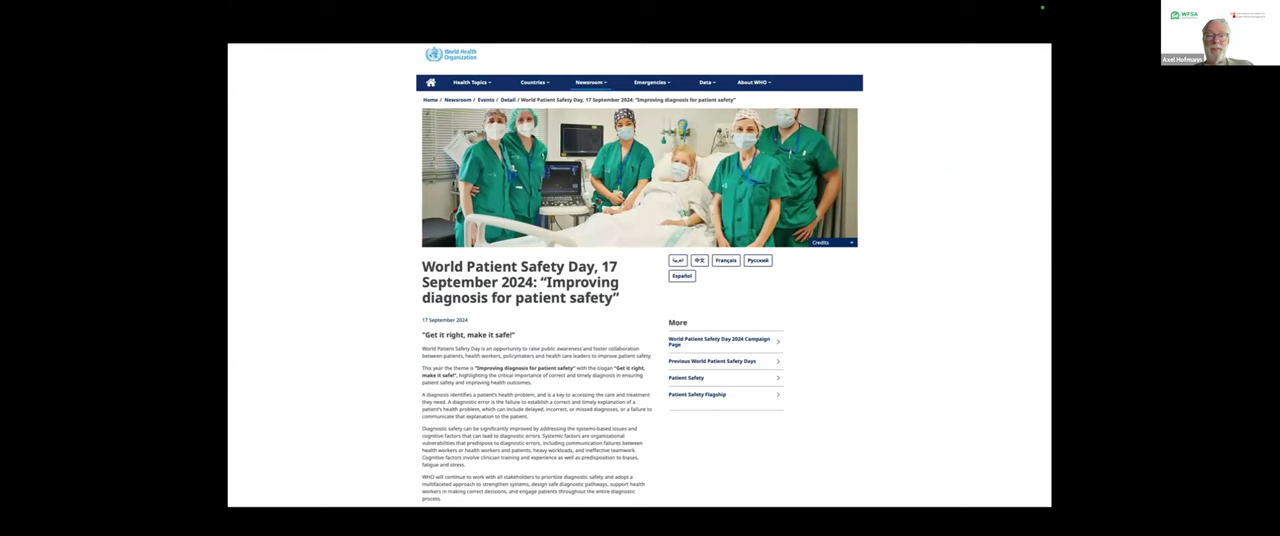 World Health
Organization
WFSA
Axel Hofmann
Health Topics
Countries
Newsroom
Emergencies
Data
About WHO
Home / Newsroom / Events / Detail / World Patient Safety Day, 17 September 2024: “Improving diagnosis for patient safety”
Credits
World Patient Safety Day, 17
September 2024: “Improving
diagnosis for patient safety”
العربية
中文
Français
Русский
Español
17 September 2024
"Get it right, make it safe!"
World Patient Safety Day is an opportunity to raise public awareness and foster collaboration
between patients, health workers, policymakers and health care leaders to improve patient safety.
This year the theme is "Improving diagnosis for patient safety" with the slogan "Get it right,
make it safe!", highlighting the critical importance of correct and timely diagnosis in ensuring
patient safety and improving health outcomes.
A diagnosis identifies a patient's health problem, and is a key to accessing the care and treatment
they need. A diagnostic error is the failure to establish a correct and timely explanation of a
patient's health problem, which can include delayed, incorrect, or missed diagnoses, or a failure to
communicate that explanation to the patient.
Diagnostic safety can be significantly improved by addressing the systems-based issues and
cognitive factors that can lead to diagnostic errors. Systemic factors are organizational
vulnerabilities that predispose to diagnostic errors, including communication failures between
health workers or health workers and patients, heavy workloads, and ineffective teamwork.
Cognitive factors involve clinician training and experience as well as predisposition to biases,
fatigue and stress.
WHO will continue to work with all stakeholders to prioritize diagnostic safety and adopt a
multifaceted approach to strengthen systems, design safe diagnostic pathways, support health
workers in making correct decisions, and engage patients throughout the entire diagnostic
process.
More
World Patient Safety Day 2024 Campaign
Page
Previous World Patient Safety Days
Patient Safety
Patient Safety Flagship